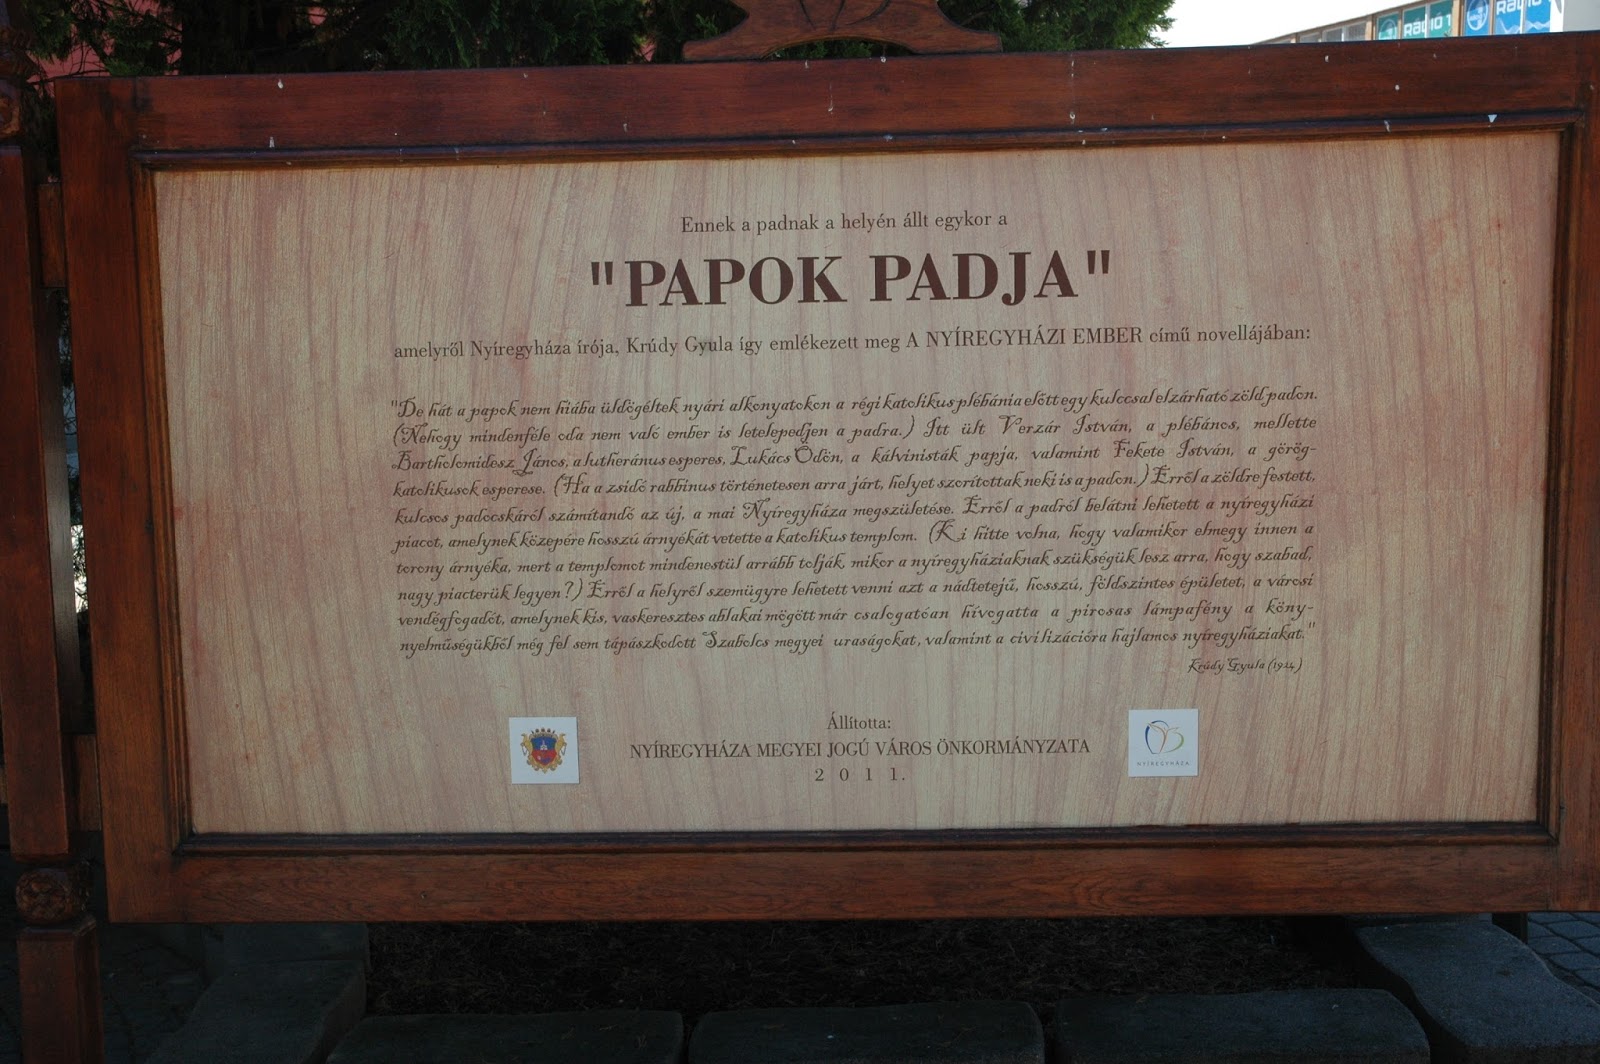 RADIO 1
RADIO 1
Ennek a padnak a helyén állt egykor a
"PAPOK PADJA"
amelyről Nyíregyháza írója, Krúdy Gyula így emlékezett meg A NYÍREGYHÁZI EMBER című novellájában:
"De hát a papok nem hiába üldögéltek nyári alkonyatokon a régi katolikus plébánia előtt egy kulccsal elzárható zöld padon.
(Nehogy mindenféle oda nem való ember is letelepedjen a padra.) Itt ült Verzár István, a plébános, mellette
Bartholomidesz János, a lutheránus esperes, Lukács Ödön, a kálvinisták papja, valamint Fekete István, a görög-
katolikusok esperese. (Ha a zsidó rabbinus történetesen arra járt, helyet szorítottak neki is a padon.) Erről a zöldre festett,
kulcsos padocskáról számítandó az új, a mai Nyíregyháza megszületése. Erről a padról belátni lehetett a nyíregyházi
piacot, amelynek közepére hosszú árnyékát vetette a katolikus templom. (Ki hitte volna, hogy valamikor elmegy innen a
torony árnyéka, mert a templomot mindenestül arrább tolják, mikor a nyíregyháziaknak szükségük lesz arra, hogy szabad,
nagy piacterük legyen?) Erről a helyről szemügyre lehetett venni azt a nádtetejű, hosszú, földszintes épületet, a városi
vendégfogadót, amelynek kis, vaskeresztes ablakai mögött már csalogatóan hívogatta a pirosas lámpafény a köny-
nyelműségükből még fel sem tápászkodott Szabolcs megyei uraságokat, valamint a civilizációra hajlamos nyíregyháziakat."
Krúdy Gyula (1914)
Állította:
NYÍREGYHÁZA MEGYEI JOGÚ VÁROS ÖNKORMÁNYZATA
2 0 1 1.
NYÍREGYHÁZA